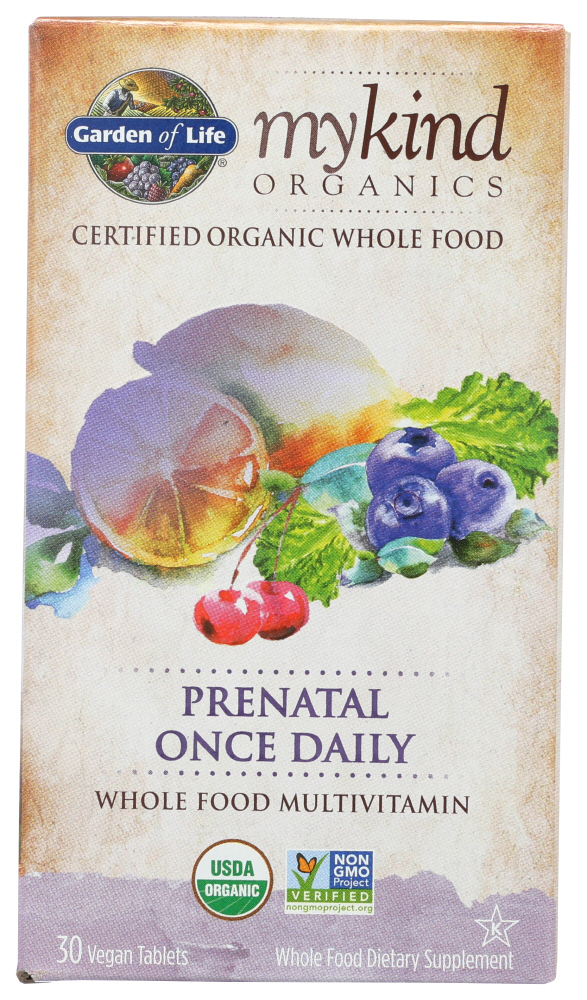 Garden of Life®
mykind
ORGANICS
CERTIFIED ORGANIC WHOLE FOOD
PRENATAL
ONCE DAILY
WHOLE FOOD MULTIVITAMIN
USDA
ORGANIC
NON
GMO
Project
VERIFIED
nongmoproject.org
K
30 Vegan Tablets
Whole Food Dietary Supplement